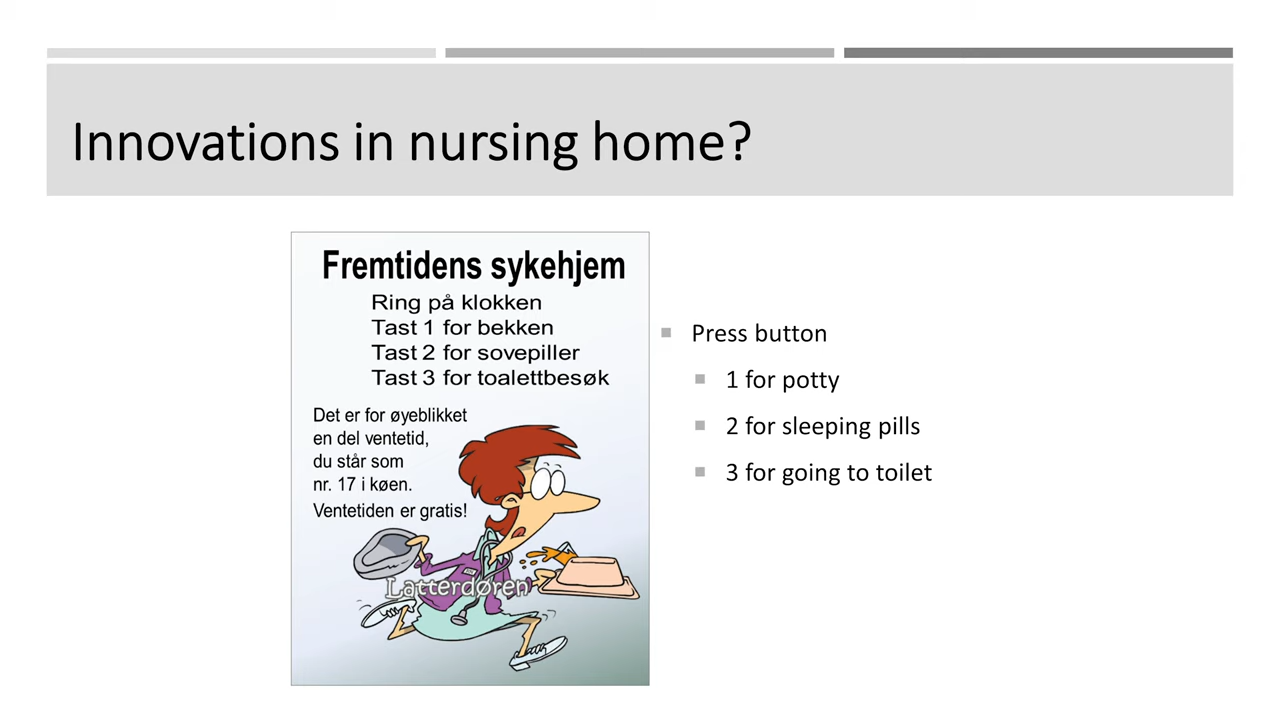 Innovations in nursing home?
Fremtidens sykehjem
Ring på klokken
Tast 1 for bekken
Tast 2 for sovepiller
Tast 3 for toalettbesøk
Det er for øyeblikket
en del ventetid,
du står som
nr. 17 i køen.
Ventetiden er gratis!
Latterdøren
Press button
1 for potty
2 for sleeping pills
3 for going to toilet